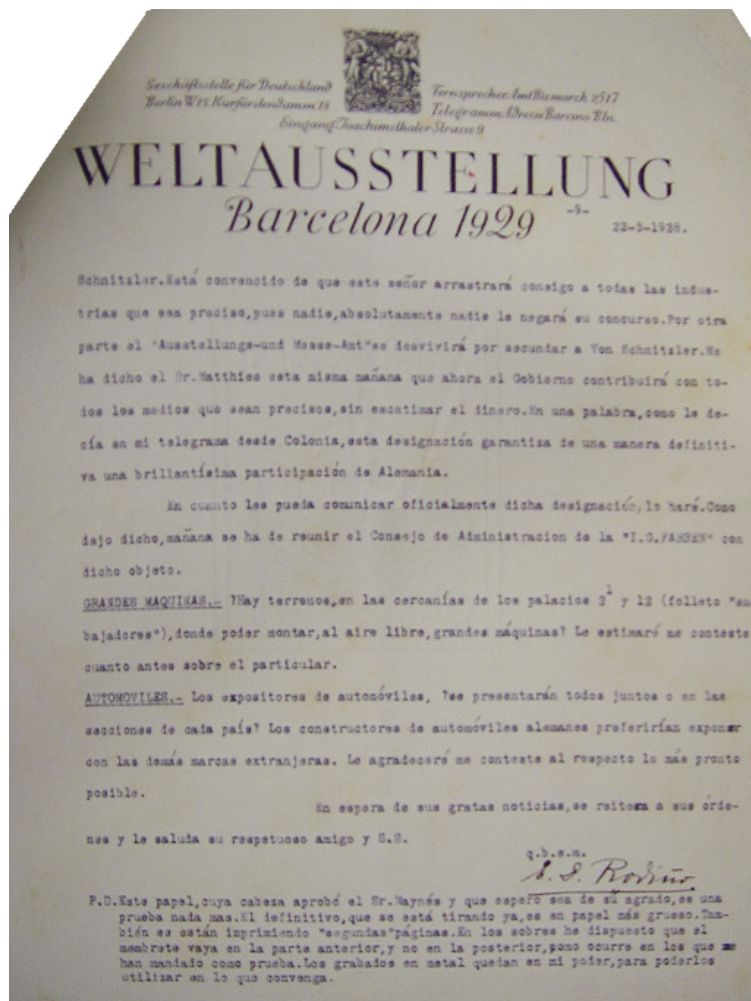 Geschäftsstelle für Deutschland
Berlin W15. Kurfürstendamm 18
Fernsprecher: Amt Bismarck 2517
Telegramm Adresse Barcino Bln.
Eingang Joachimsthaler Strasse 9
WELTAUSSTELLUNG
Barcelona 1929
-9-
22-5-1928.
Schnitzler.Está convencido de que este señor arrastrará consigo a todas las indus-
trias que sea preciso,pues nadie,absolutamente nadie le negará su concurso.Por otra
parte el "Ausstellungs-und Messe-Amt"se desvivirá por secundar a Von Schnitzler.Me
ha dicho el Dr.Matthies esta misma mañana que ahora el Gobierno contribuirá con to-
dos los medios que sean precisos,sin escatimar el dinero.En una palabra,como le de-
cía en mi telegrama desde Colonia,esta designación garantiza de una manera definiti-
va una brillantísima participación de Alemania.
En cuanto les pueda comunicar oficialmente dicha designación,lo haré.Como
dejo dicho,mañana se ha de reunir el Consejo de Administracion de la "I.G.FARBEN" con
dicho objeto.
GRANDES MAQUINAS.- ?Hay terrenos,en las cercanías de los palacios 2¹ y 12 (folleto "em
bajadores"),donde poder montar,al aire libre,grandes máquinas? Le estimaré me conteste
cuanto antes sobre el particular.
AUTOMOVILES.- Los expositores de automóviles, ?se presentarán todos juntos o en las
secciones de cada país? Los constructores de automóviles alemanes preferirían exponer
con las demás marcas extranjeras. Le agradeceré me conteste al respecto lo más pronto
posible.
En espera de sus gratas noticias,se reitera a sus órde-
nes y le saluda su respetuoso amigo y S.S.
q.b.s.m.
Rodiño
P.D.Este papel,cuya cabeza aprobó el Sr.Maynés y que espero sea de su agrado,es una
prueba nada mas.El definitivo,que se está tirando ya,es en papel más grueso.Tam-
bién se están imprimiendo "segundas"páginas.En los sobres he dispuesto que el
membrete vaya en la parte anterior,y no en la posterior,pomo ocurre en los que me
han mandado como prueba.Los grabados en metal quedan en mi poder,para poderlos
utilizar en lo que convenga.